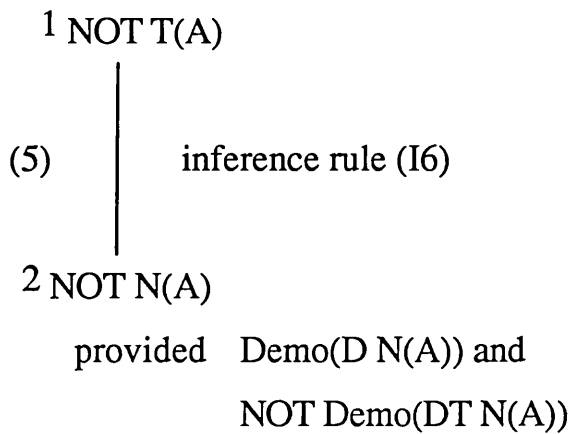 1 NOT T(A)
(5) inference rule (I6)
2 NOT N(A)
provided Demo(D N(A)) and
NOT Demo(DT N(A))